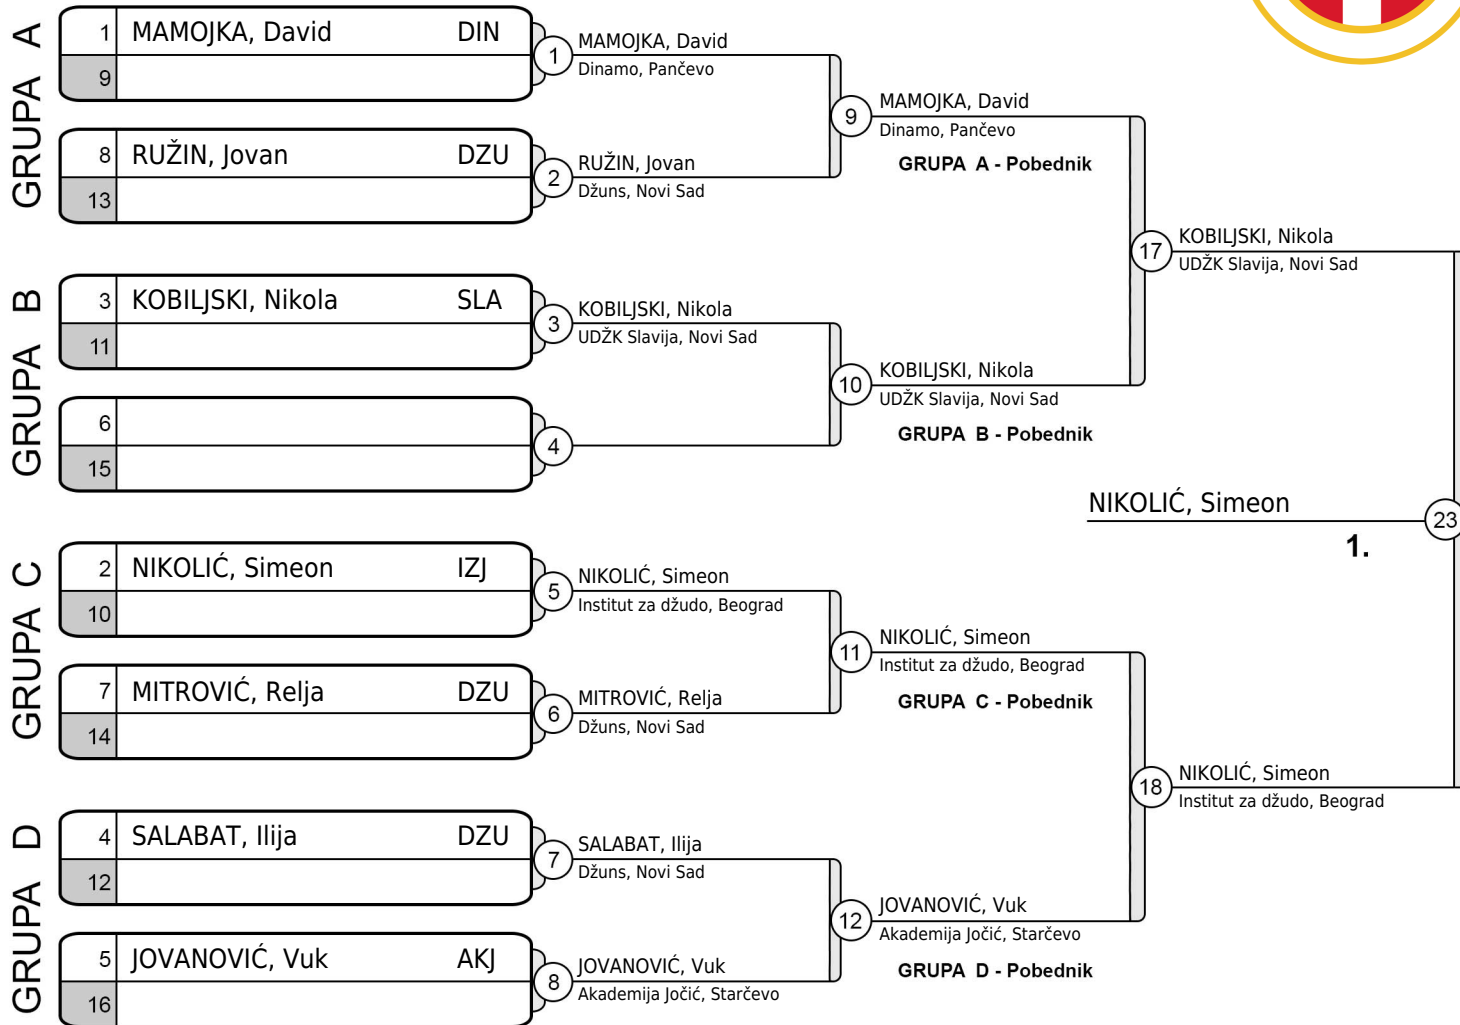 GRUPA A
1 MAMOJKA, David DIN
9
1
MAMOJKA, David
Dinamo, Pančevo
8 RUŽIN, Jovan DZU
13
2
RUŽIN, Jovan
Džuns, Novi Sad
9
MAMOJKA, David
Dinamo, Pančevo
GRUPA A - Pobednik
GRUPA B
3 KOBILJSKI, Nikola SLA
11
3
KOBILJSKI, Nikola
UDŽK Slavija, Novi Sad
6
15
4
10
KOBILJSKI, Nikola
UDŽK Slavija, Novi Sad
GRUPA B - Pobednik
17
KOBILJSKI, Nikola
UDŽK Slavija, Novi Sad
GRUPA C
2 NIKOLIĆ, Simeon IZJ
10
5
NIKOLIĆ, Simeon
Institut za džudo, Beograd
7 MITROVIĆ, Relja DZU
14
6
MITROVIĆ, Relja
Džuns, Novi Sad
11
NIKOLIĆ, Simeon
Institut za džudo, Beograd
GRUPA C - Pobednik
GRUPA D
4 SALABAT, Ilija DZU
12
7
SALABAT, Ilija
Džuns, Novi Sad
5 JOVANOVIĆ, Vuk AKJ
16
8
JOVANOVIĆ, Vuk
Akademija Jočić, Starčevo
12
JOVANOVIĆ, Vuk
Akademija Jočić, Starčevo
GRUPA D - Pobednik
18
NIKOLIĆ, Simeon
Institut za džudo, Beograd
NIKOLIĆ, Simeon
23
1.